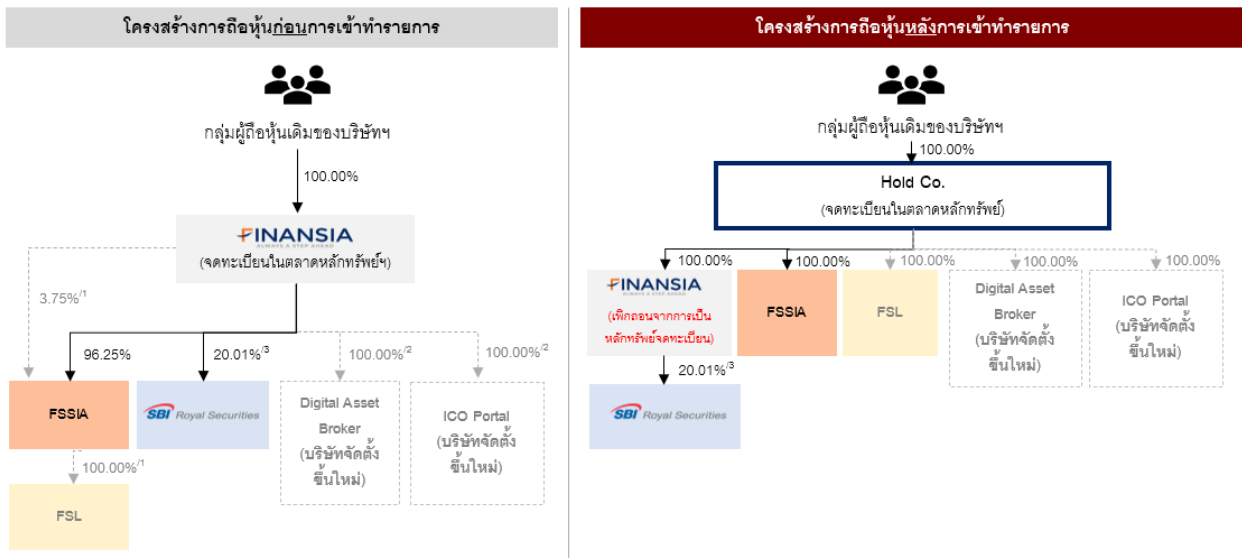 โครงสร้างการถือหุ้นก่อนการเข้าทำรายการ
กลุ่มผู้ถือหุ้นเดิมของบริษัทฯ
100.00%
FINANSIA
ALWAYS A STEP AHEAD
(จดทะเบียนในตลาดหลักทรัพย์ฯ)
3.75%/1
96.25%
20.01%/3
100.00%/2
100.00%/2
FSSIA
SBI Royal Securities
Digital Asset
Broker
(บริษัทจัดตั้ง
ขึ้นใหม่)
ICO Portal
(บริษัทจัดตั้ง
ขึ้นใหม่)
100.00%/1
FSL
โครงสร้างการถือหุ้นหลังการเข้าทำรายการ
กลุ่มผู้ถือหุ้นเดิมของบริษัทฯ
100.00%
Hold Co.
(จดทะเบียนในตลาดหลักทรัพย์)
100.00%
100.00%
100.00%
100.00%
100.00%
FINANSIA
ALWAYS A STEP AHEAD
(เพิกถอนจากการเป็น
หลักทรัพย์จดทะเบียน)
FSSIA
FSL
Digital Asset
Broker
(บริษัทจัดตั้ง
ขึ้นใหม่)
ICO Portal
(บริษัทจัดตั้ง
ขึ้นใหม่)
20.01%/3
SBI Royal Securities